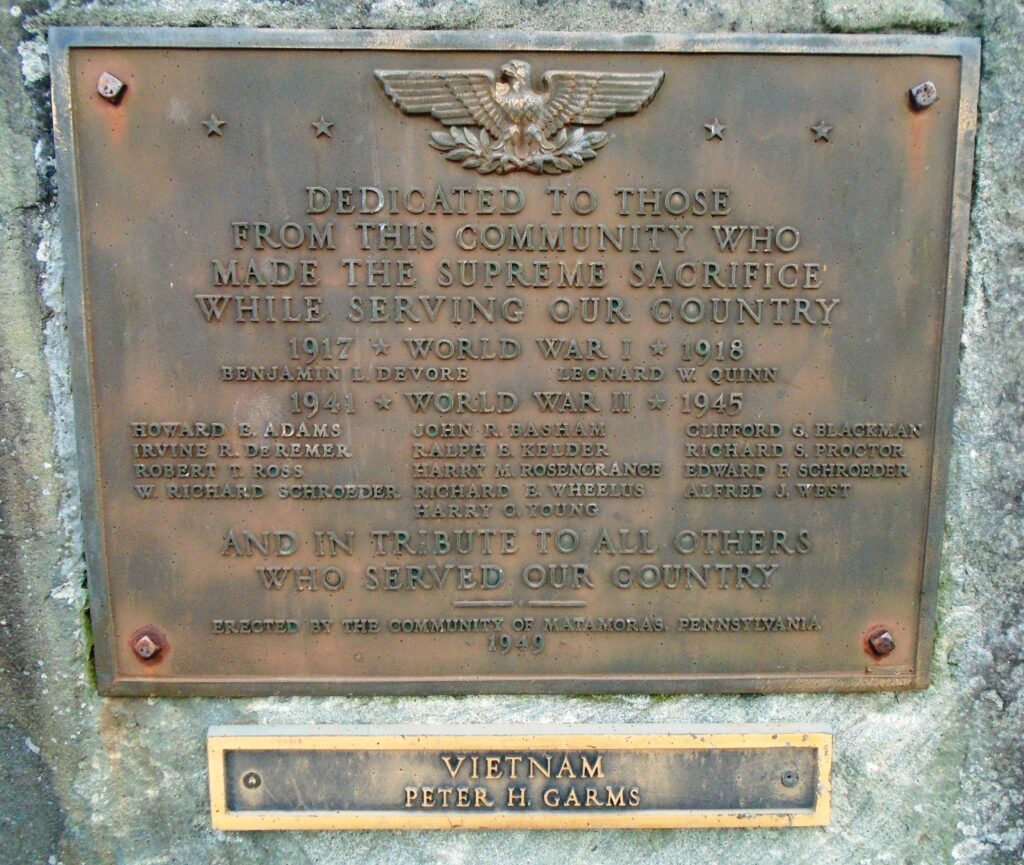 DEDICATED TO THOSE
FROM THIS COMMUNITY WHO
MADE THE SUPREME SACRIFICE
WHILE SERVING OUR COUNTRY
1917 ★ WORLD WAR I ★ 1918
BENJAMIN L. DEVORE LEONARD W. QUINN
1941 ★ WORLD WAR II ★ 1945
HOWARD E. ADAMS JOHN R. BASHAM CLIFFORD G. BLACKMAN
IRVINE R. DeREMER RALPH E. KELDER RICHARD S. PROCTOR
ROBERT T. ROSS HARRY M. ROSENCRANCE EDWARD F. SCHROEDER
W. RICHARD SCHROEDER RICHARD E. WHEELUS ALFRED J. WEST
HARRY C. YOUNG
AND IN TRIBUTE TO ALL OTHERS
WHO SERVED OUR COUNTRY
ERECTED BY THE COMMUNITY OF MATAMORAS, PENNSYLVANIA
1949
VIETNAM
PETER H. GARMS